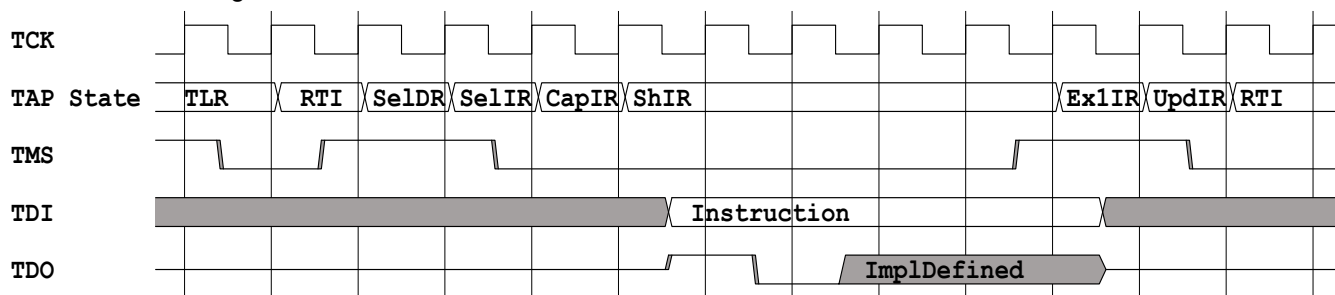 TCK
TAP State TLR RTI SelDR SelIR CapIR ShIR Ex1IR UpdIR RTI
TMS
TDI Instruction
TDO ImplDefined